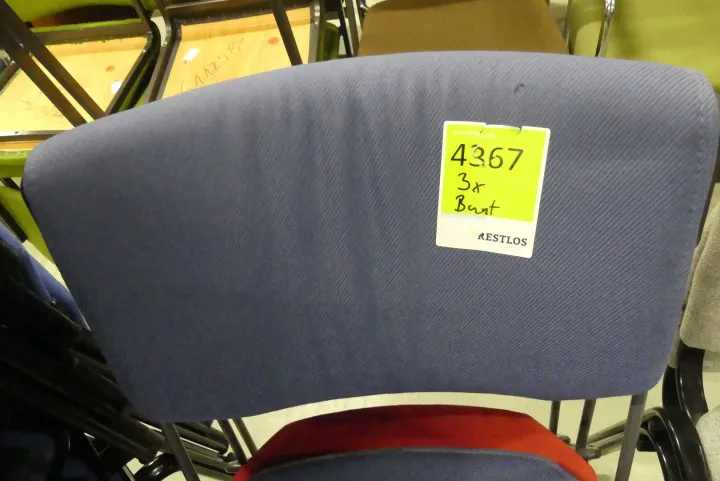 4367
3x
Bunt
RESTLOS